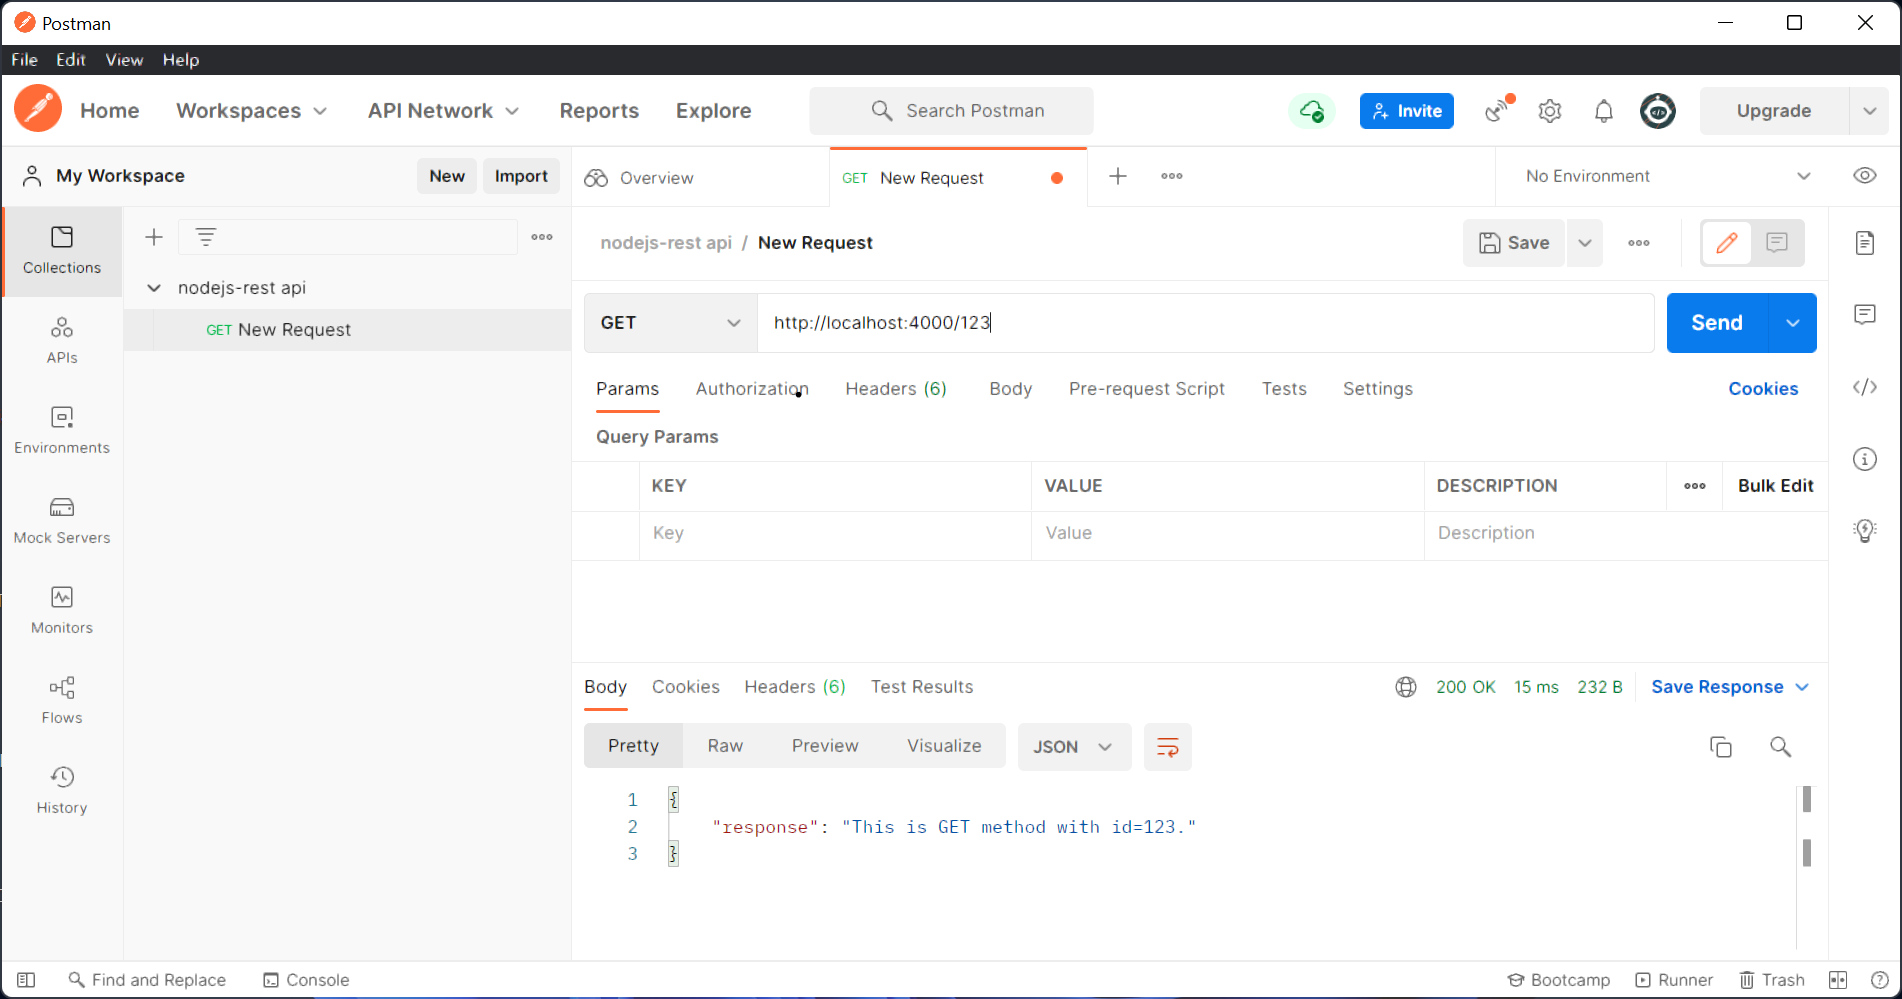 Postman
File Edit View Help
Home Workspaces API Network Reports Explore Search Postman Invite Upgrade
My Workspace New Import Overview GET New Request No Environment
nodejs-rest api / New Request Save
Collections
nodejs-rest api
GET New Request
GET http://localhost:4000/123 Send
APIs
Params Authorization Headers (6) Body Pre-request Script Tests Settings Cookies
Query Params
Environments
KEY VALUE DESCRIPTION Bulk Edit
Key Value Description
Mock Servers
Monitors
Body Cookies Headers (6) Test Results 200 OK 15 ms 232 B Save Response
Flows
Pretty Raw Preview Visualize JSON
History
1 {
2 "response": "This is GET method with id=123."
3 }
Find and Replace Console Bootcamp Runner Trash